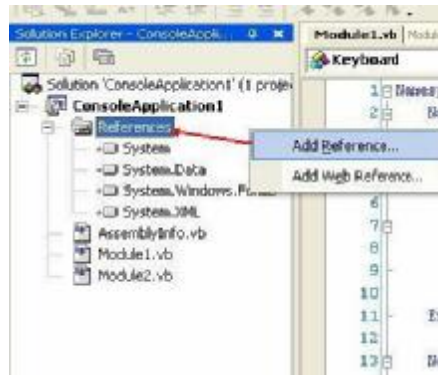 Solution Explorer - ConsoleAppli...
Module1.vb
Keyboard
Solution 'ConsoleApplication1' (1 proje
ConsoleApplication1
References
System
System.Data
System.Windows.F
System.XML
AssemblyInfo.vb
Module1.vb
Module2.vb
Add Reference...
Add Web Reference...
1
2
6
7
8
9
10
11
12
13